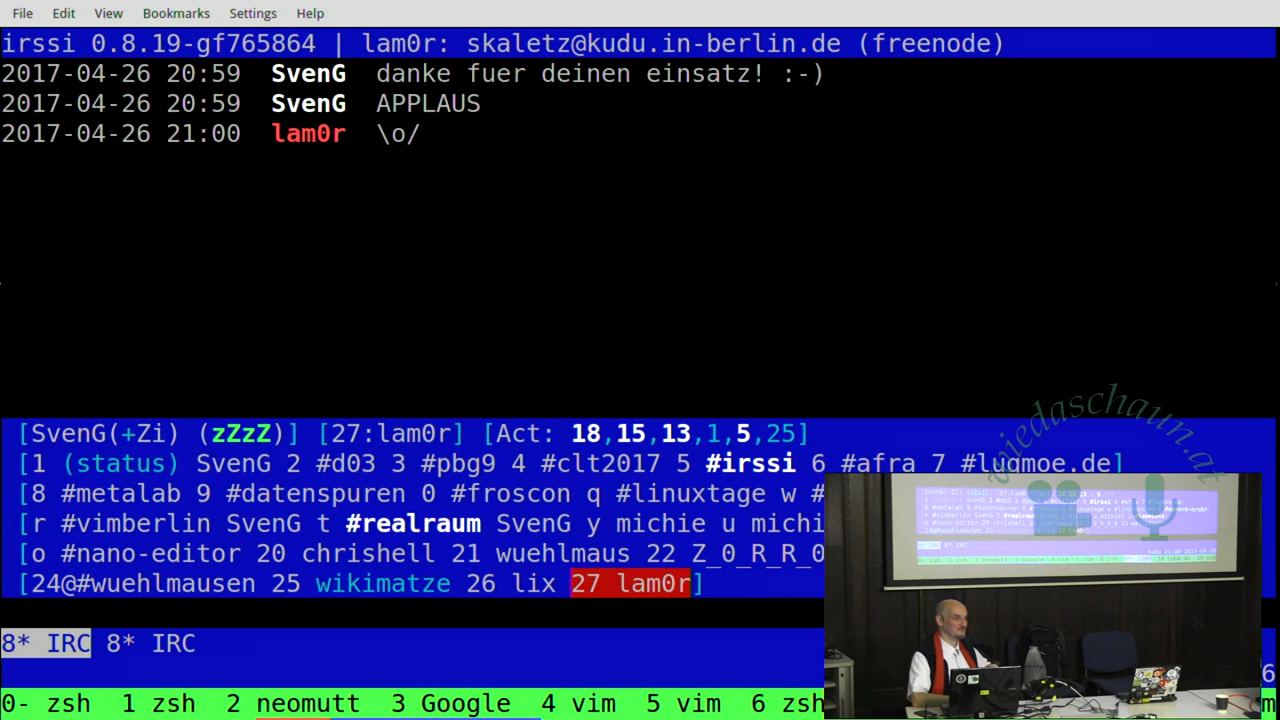 File Edit View Bookmarks Settings Help
irssi 0.8.19-gf765864 | lam0r: skaletz@kudu.in-berlin.de (freenode)
2017-04-26 20:59 SvenG danke fuer deinen einsatz! :-)
2017-04-26 20:59 SvenG APPLAUS
2017-04-26 21:00 lam0r \o/
[SvenG(+Zi) (zZzZ)] [27:lam0r] [Act: 18,15,13,1,5,25]
[1 (status) SvenG 2 #d03 3 #pbg9 4 #clt2017 5 #irssi 6 #afra 7 #lugmoe.de]
[8 #metalab 9 #datenspuren 0 #froscon q #linuxtage w #
[r #vimberlin SvenG t #realraum SvenG y michie u michi
[o #nano-editor 20 chrishell 21 wuehlmaus 22 Z_0_R_R_0
[24@#wuehlmausen 25 wikimatze 26 lix 27 lam0r]
8* IRC 8* IRC
6
0- zsh 1 zsh 2 neomutt 3 Google 4 vim 5 vim 6 zsh
m
wiedaschaun.at